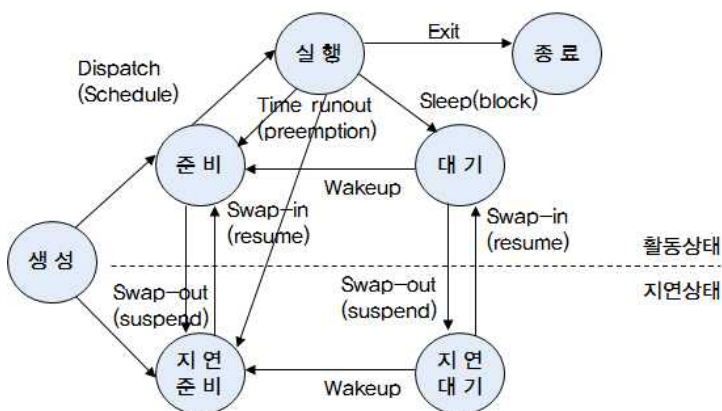 실 행
Exit
종 료
Dispatch
(Schedule)
Time runout
(preemption)
Sleep(block)
준 비
대 기
Wakeup
Swap-in
(resume)
Swap-in
(resume)
생 성
활동상태
지연상태
Swap-out
(suspend)
Swap-out
(suspend)
지 연
준 비
지 연
대 기
Wakeup